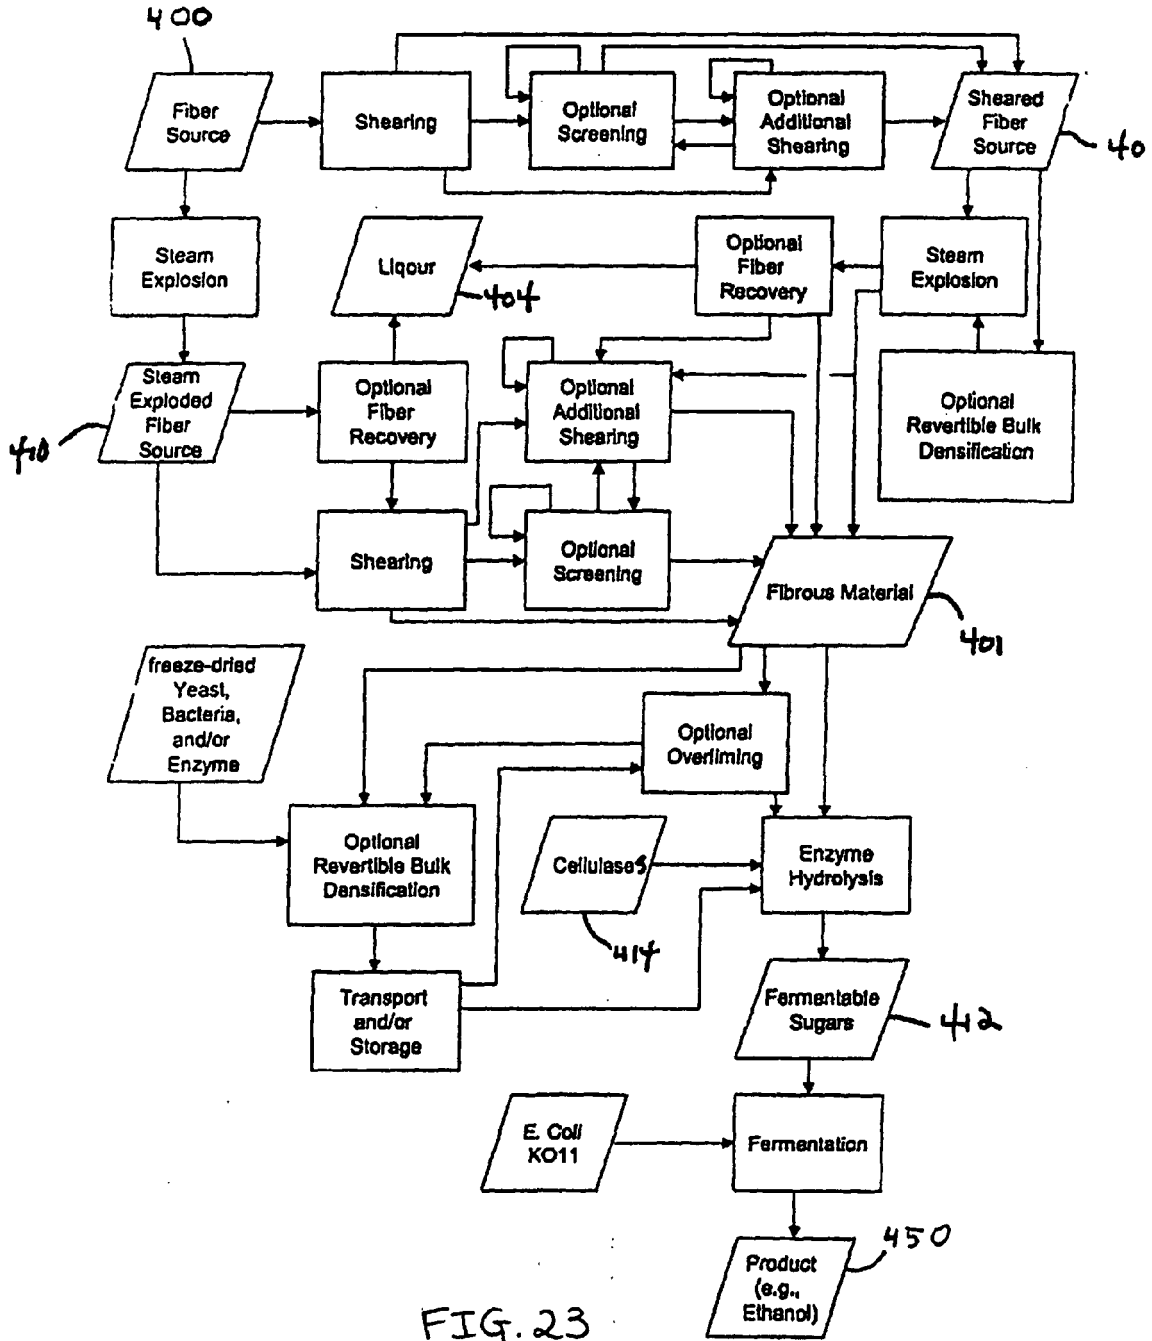 400
Fiber
Source
Shearing
Optional
Screening
Optional
Additional
Shearing
Sheared
Fiber
Source
40
Steam
Explosion
Liqour
404
Optional
Fiber
Recovery
Steam
Explosion
Steam
Exploded
Fiber
Source
410
Optional
Fiber
Recovery
Optional
Additional
Shearing
Optional
Revertible Bulk
Densification
Shearing
Optional
Screening
Fibrous Material
401
freeze-dried
Yeast,
Bacteria,
and/or
Enzyme
Optional
Overliming
Optional
Revertible Bulk
Densification
Cellulases
414
Enzyme
Hydrolysis
Transport
and/or
Storage
Fermentable
Sugars
412
E. Coli
KO11
Fermentation
450
Product
(e.g.,
Ethanol)
FIG. 23